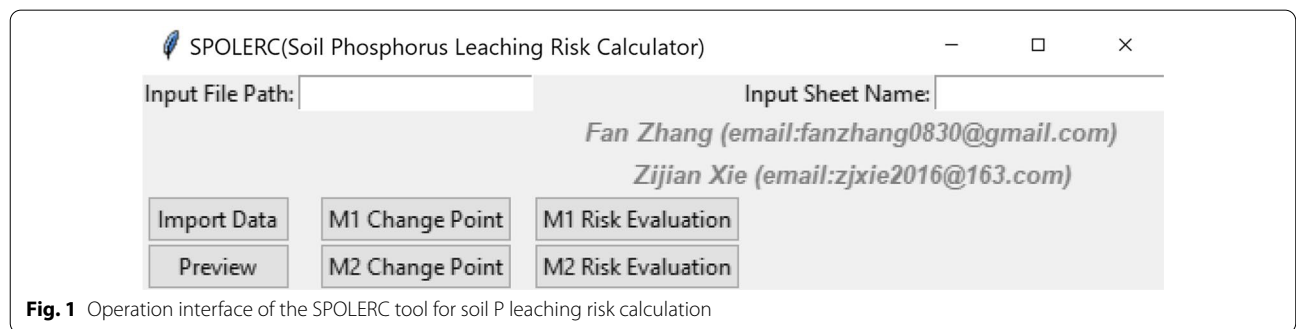 SPOLERC(Soil Phosphorus Leaching Risk Calculator)
Input File Path: Input Sheet Name:
Fan Zhang (email:fanzhang0830@gmail.com)
Zijian Xie (email:zjxie2016@163.com)
Import Data M1 Change Point M1 Risk Evaluation
Preview M2 Change Point M2 Risk Evaluation
Fig. 1 Operation interface of the SPOLERC tool for soil P leaching risk calculation